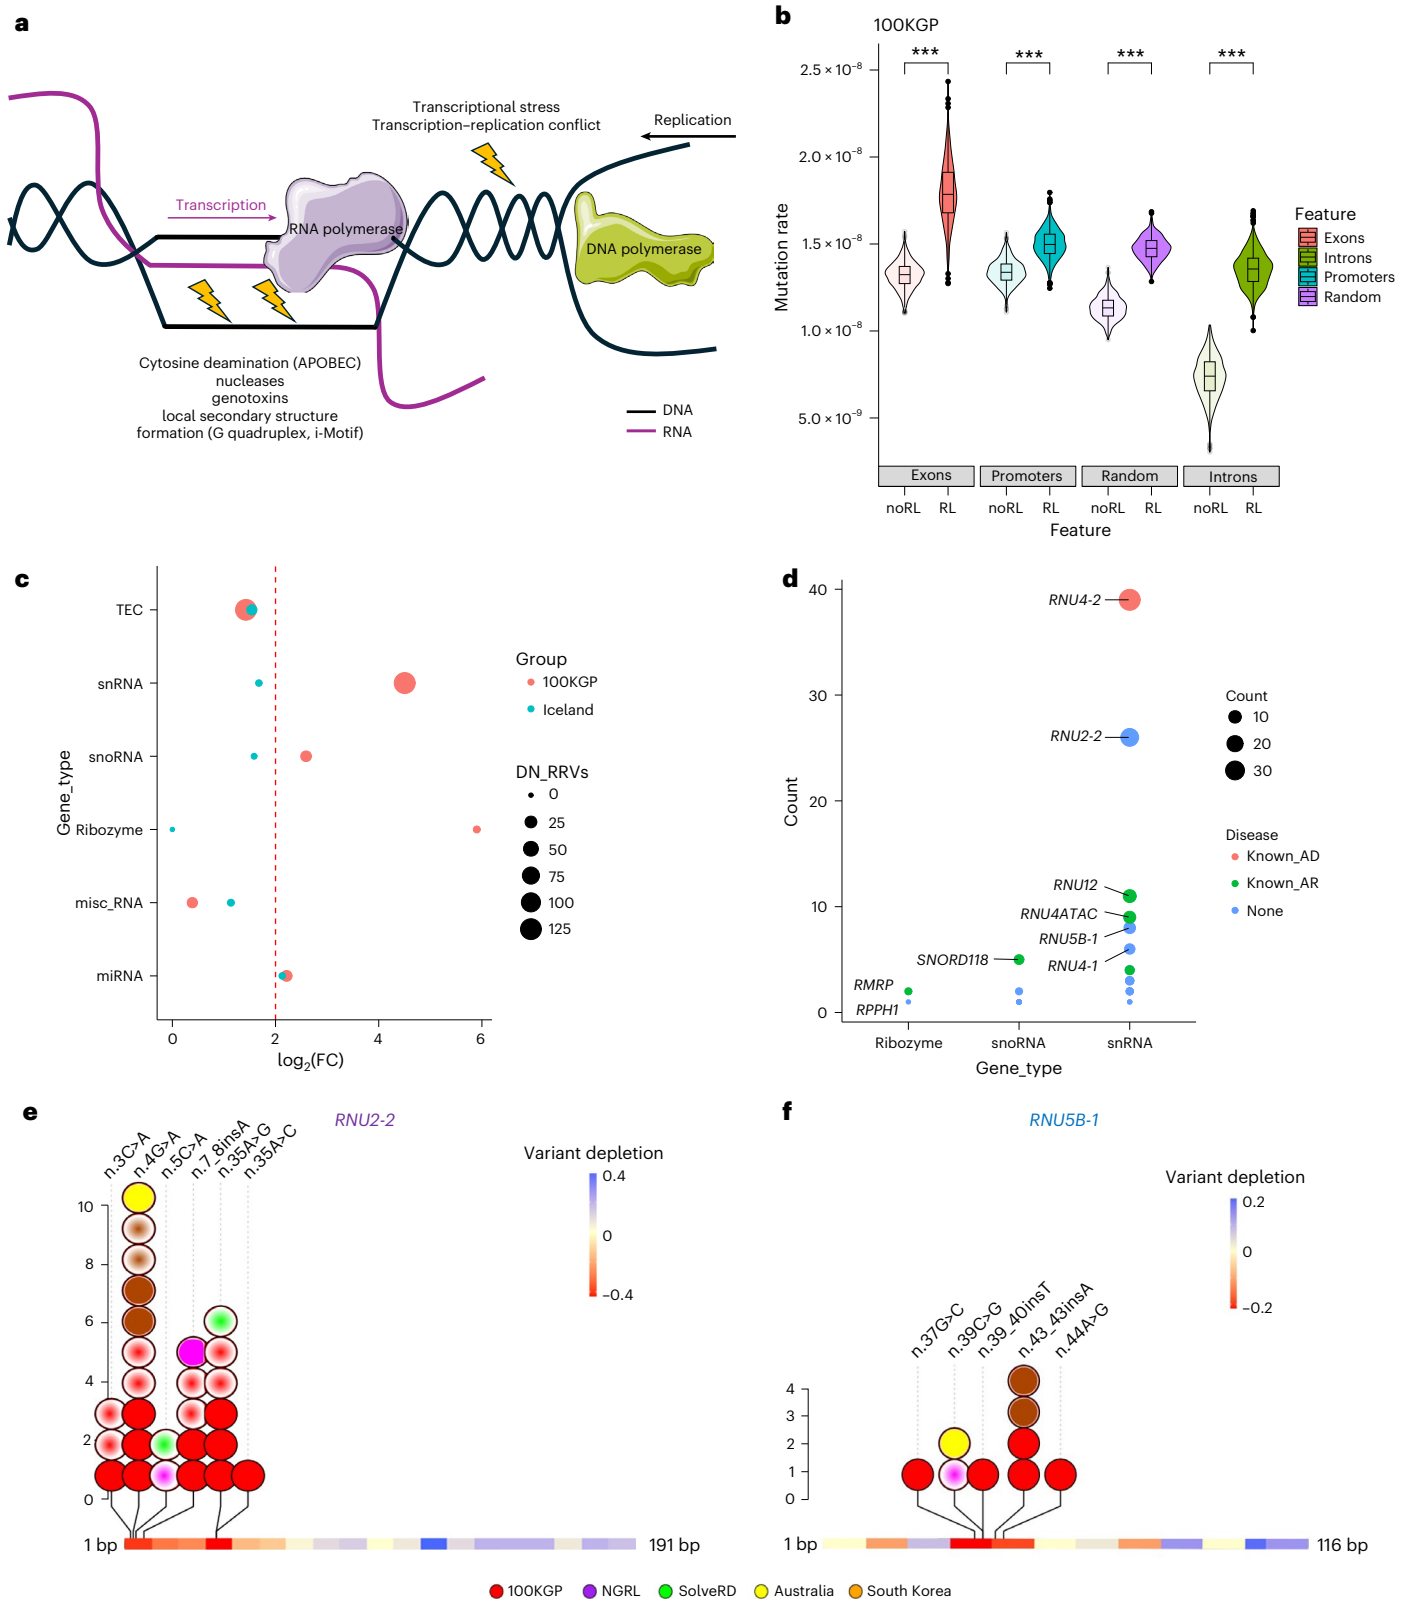 a
Transcriptional stress
Transcription–replication conflict
Replication
Transcription
RNA polymerase
DNA polymerase
Cytosine deamination (APOBEC)
nucleases
genotoxins
local secondary structure
formation (G quadruplex, i-Motif)
DNA
RNA
b
100KGP
***
***
***
***
2.5 × 10⁻⁸
2.0 × 10⁻⁸
1.5 × 10⁻⁸
1.0 × 10⁻⁸
5.0 × 10⁻⁹
Mutation rate
Exons
Promoters
Random
Introns
noRL
RL
noRL
RL
noRL
RL
noRL
RL
Feature
Feature
Exons
Introns
Promoters
Random
c
TEC
snRNA
snoRNA
Ribozyme
misc_RNA
miRNA
Gene_type
0
2
4
6
log₂(FC)
Group
100KGP
Iceland
DN_RRVs
0
25
50
75
100
125
d
40
30
20
10
0
Count
RNU4-2
RNU2-2
RNU12
RNU4ATAC
RNU5B-1
RNU4-1
SNORD118
RMRP
RPPH1
Ribozyme
snoRNA
snRNA
Gene_type
Count
10
20
30
Disease
Known_AD
Known_AR
None
e
RNU2-2
n.3C>A
n.4G>A
n.5C>A
n.7_8insA
n.35A>G
n.35A>C
10
8
6
4
2
0
Variant depletion
0.4
0
−0.4
1 bp
191 bp
f
RNU5B-1
n.37G>C
n.39C>G
n.39_40insT
n.43_43insA
n.44A>G
4
3
2
1
0
Variant depletion
0.2
0
−0.2
1 bp
116 bp
100KGP
NGRL
SolveRD
Australia
South Korea